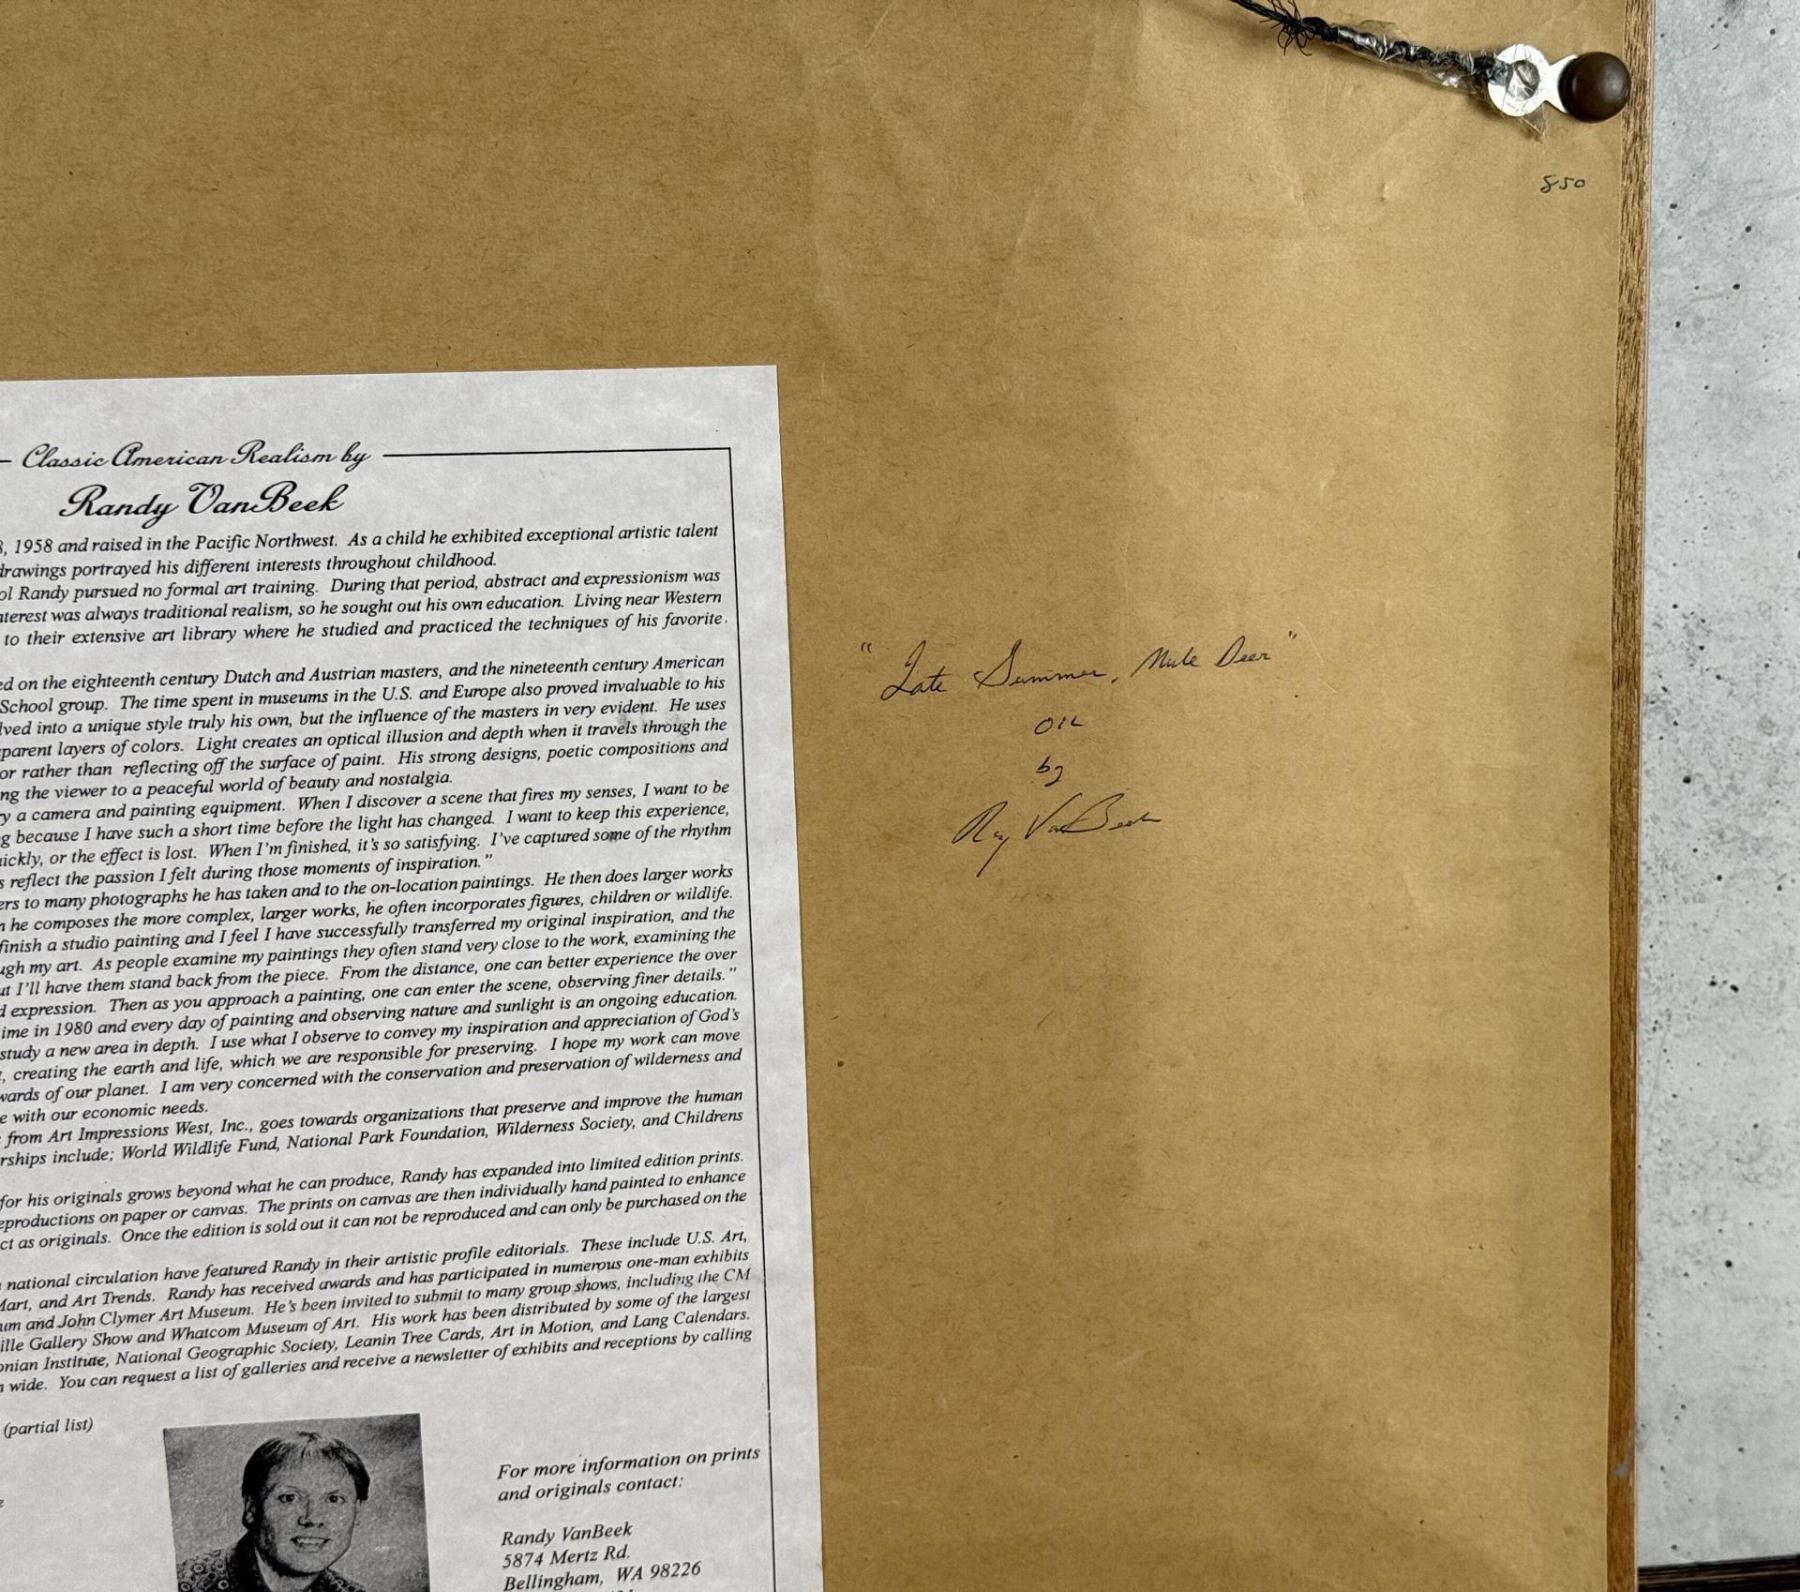 850
Classic American Realism by
Randy VanBeek
8, 1958 and raised in the Pacific Northwest. As a child he exhibited exceptional artistic talent
drawings portrayed his different interests throughout childhood.
ol Randy pursued no formal art training. During that period, abstract and expressionism was
nterest was always traditional realism, so he sought out his own education. Living near Western
to their extensive art library where he studied and practiced the techniques of his favorite
ed on the eighteenth century Dutch and Austrian masters, and the nineteenth century American
School group. The time spent in museums in the U.S. and Europe also proved invaluable to his
lved into a unique style truly his own, but the influence of the masters in very evident. He uses
parent layers of colors. Light creates an optical illusion and depth when it travels through the
or rather than reflecting off the surface of paint. His strong designs, poetic compositions and
ng the viewer to a peaceful world of beauty and nostalgia.
y a camera and painting equipment. When I discover a scene that fires my senses, I want to be
g because I have such a short time before the light has changed. I want to keep this experience,
uickly, or the effect is lost. When I'm finished, it's so satisfying. I've captured some of the rhythm
s reflect the passion I felt during those moments of inspiration."
ers to many photographs he has taken and to the on-location paintings. He then does larger works
n he composes the more complex, larger works, he often incorporates figures, children or wildlife.
finish a studio painting and I feel I have successfully transferred my original inspiration, and the
ugh my art. As people examine my paintings they often stand very close to the work, examining the
ut I'll have them stand back from the piece. From the distance, one can better experience the over
d expression. Then as you approach a painting, one can enter the scene, observing finer details."
ime in 1980 and every day of painting and observing nature and sunlight is an ongoing education.
study a new area in depth. I use what I observe to convey my inspiration and appreciation of God's
t, creating the earth and life, which we are responsible for preserving. I hope my work can move
wards of our planet. I am very concerned with the conservation and preservation of wilderness and
e with our economic needs.
from Art Impressions West, Inc., goes towards organizations that preserve and improve the human
rships include; World Wildlife Fund, National Park Foundation, Wilderness Society, and Childrens
for his originals grows beyond what he can produce, Randy has expanded into limited edition prints.
eproductions on paper or canvas. The prints on canvas are then individually hand painted to enhance
ct as originals. Once the edition is sold out it can not be reproduced and can only be purchased on the
n national circulation have featured Randy in their artistic profile editorials. These include U.S. Art,
Mart, and Art Trends. Randy has received awards and has participated in numerous one-man exhibits
um and John Clymer Art Museum. He's been invited to submit to many group shows, including the CM
ille Gallery Show and Whatcom Museum of Art. His work has been distributed by some of the largest
onian Institute, National Geographic Society, Leanin Tree Cards, Art in Motion, and Lang Calendars.
n wide. You can request a list of galleries and receive a newsletter of exhibits and receptions by calling
(partial list)
For more information on prints
and originals contact:
Randy VanBeek
5874 Mertz Rd.
Bellingham, WA 98226
"Late Summer, Mule Deer"
OIL
by
VanBeek